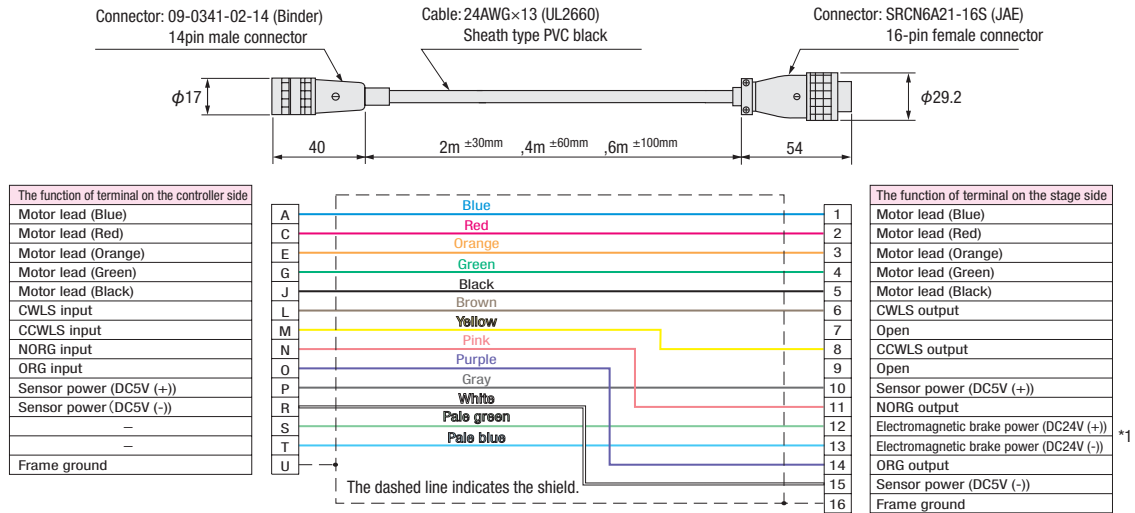 Connector: 09-0341-02-14 (Binder)
14pin male connector
Cable: 24AWG×13 (UL2660)
Sheath type PVC black
Connector: SRCN6A21-16S (JAE)
16-pin female connector
φ17
φ29.2
40
2m ±30mm ,4m ±60mm ,6m ±100mm
54
The function of terminal on the controller side
Motor lead (Blue)
Motor lead (Red)
Motor lead (Orange)
Motor lead (Green)
Motor lead (Black)
CWLS input
CCWLS input
NORG input
ORG input
Sensor power (DC5V (+))
Sensor power (DC5V (-))
–
–
Frame ground
A
C
E
G
J
L
M
N
O
P
R
S
T
U
Blue
Red
Orange
Green
Black
Brown
Yellow
Pink
Purple
Gray
White
Pale green
Pale blue
The dashed line indicates the shield.
1
2
3
4
5
6
7
8
9
10
11
12
13
14
15
16
The function of terminal on the stage side
Motor lead (Blue)
Motor lead (Red)
Motor lead (Orange)
Motor lead (Green)
Motor lead (Black)
CWLS output
Open
CCWLS output
Open
Sensor power (DC5V (+))
NORG output
Electromagnetic brake power (DC24V (+))
Electromagnetic brake power (DC24V (-))
*1
ORG output
Sensor power (DC5V (-))
Frame ground